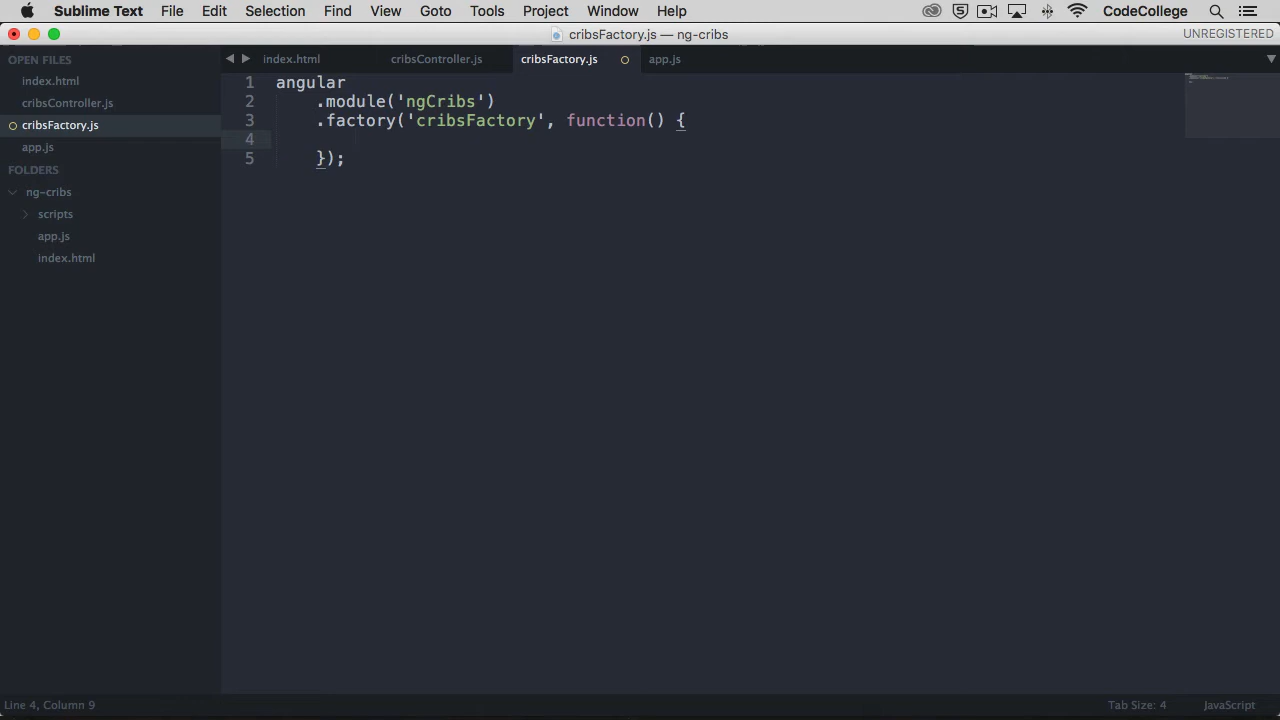 Sublime Text File Edit Selection Find View Goto Tools Project Window Help CodeCollege
cribsFactory.js — ng-cribs UNREGISTERED
OPEN FILES
index.html
cribsController.js
cribsFactory.js
app.js
FOLDERS
ng-cribs
scripts
app.js
index.html
index.html cribsController.js cribsFactory.js app.js
1 angular
2 .module('ngCribs')
3 .factory('cribsFactory', function() {
4
5 });
Line 4, Column 9 Tab Size: 4 JavaScript